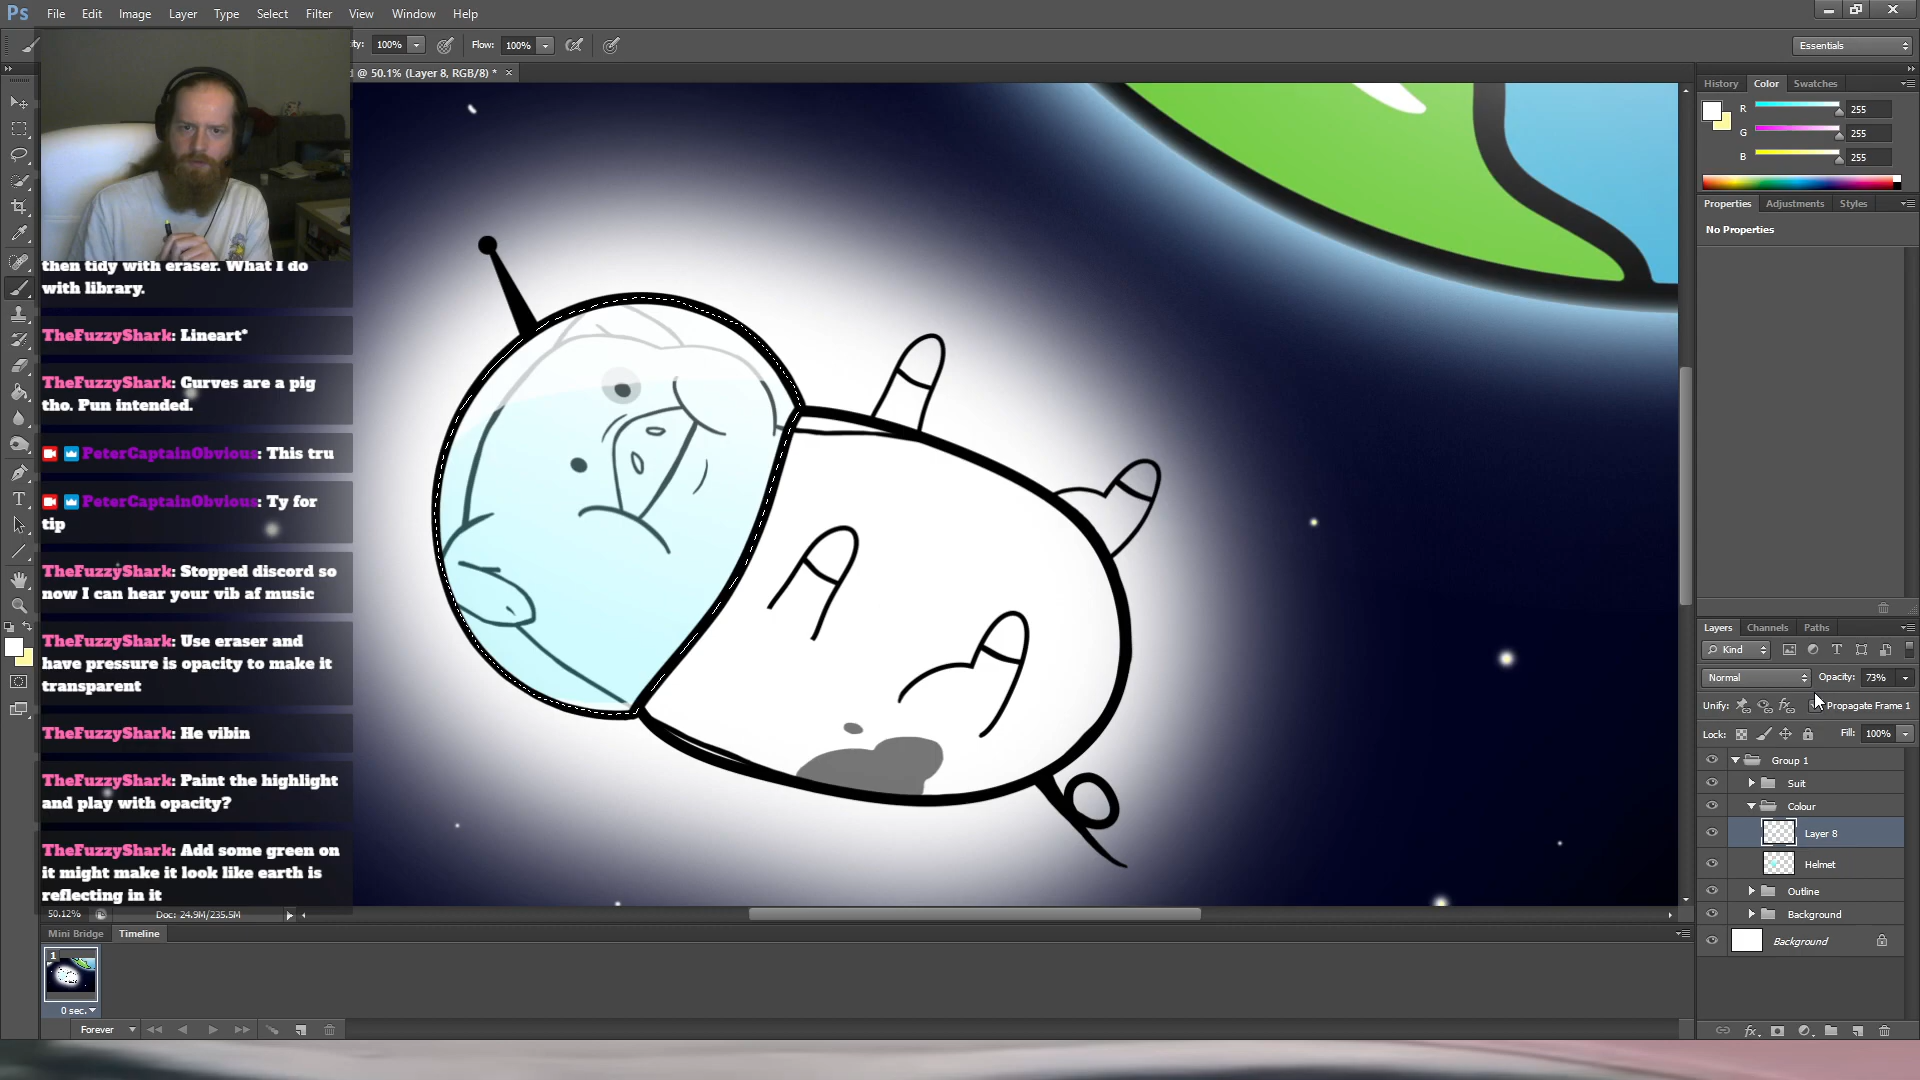 Ps File Edit Image Layer Type Select Filter View Window Help
ity: 100% Flow: 100% Essentials
@ 50.1% (Layer 8, RGB/8) * ×
History Color Swatches
R 255
G 255
B 255
Properties Adjustments Styles
No Properties
then tidy with eraser. What I do
with library.
TheFuzzyShark: Lineart*
TheFuzzyShark: Curves are a pig
tho. Pun intended.
PeterCaptainObvious: This tru
PeterCaptainObvious: Ty for
tip
TheFuzzyShark: Stopped discord so
now I can hear your vib af music
TheFuzzyShark: Use eraser and
have pressure is opacity to make it
transparent
TheFuzzyShark: He vibin
TheFuzzyShark: Paint the highlight
and play with opacity?
TheFuzzyShark: Add some green on
it might make it look like earth is
reflecting in it
Layers Channels Paths
Kind
Normal Opacity: 73%
Unify: Propagate Frame 1
Lock: Fill: 100%
Group 1
Suit
Colour
Layer 8
Helmet
Outline
Background
Background
50.12% Doc: 24.9M/235.5M
Mini Bridge Timeline
1
0 sec.
Forever